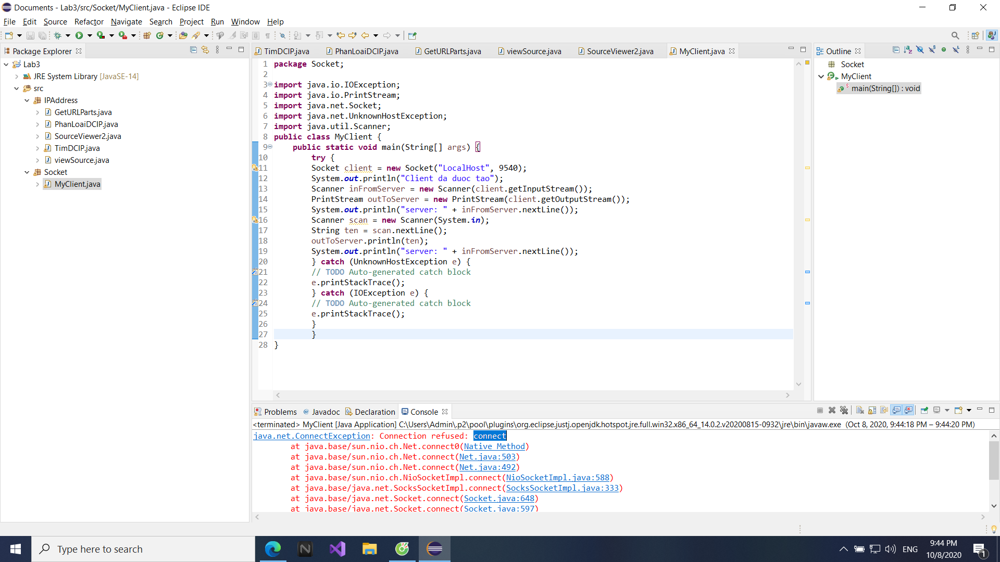 Documents - Lab3/src/Socket/MyClient.java - Eclipse IDE
File Edit Source Refactor Navigate Search Project Run Window Help
Package Explorer
Lab3
JRE System Library [JavaSE-14]
src
IPAddress
GetURLParts.java
PhanLoaiDCIP.java
SourceViewer2.java
TimDCIP.java
viewSource.java
Socket
MyClient.java
TimDCIP.java PhanLoaiDCIP.java GetURLParts.java viewSource.java SourceViewer2.java MyClient.java
1 package Socket;
2
3 import java.io.IOException;
4 import java.io.PrintStream;
5 import java.net.Socket;
6 import java.net.UnknownHostException;
7 import java.util.Scanner;
8 public class MyClient {
9 public static void main(String[] args) {
10 try {
11 Socket client = new Socket("LocalHost", 9540);
12 System.out.println("Client da duoc tao");
13 Scanner inFromServer = new Scanner(client.getInputStream());
14 PrintStream outToServer = new PrintStream(client.getOutputStream());
15 System.out.println("server: " + inFromServer.nextLine());
16 Scanner scan = new Scanner(System.in);
17 String ten = scan.nextLine();
18 outToServer.println(ten);
19 System.out.println("server: " + inFromServer.nextLine());
20 } catch (UnknownHostException e) {
21 // TODO Auto-generated catch block
22 e.printStackTrace();
23 } catch (IOException e) {
24 // TODO Auto-generated catch block
25 e.printStackTrace();
26 }
27 }
28 }
Outline
Socket
MyClient
main(String[]) : void
Problems @ Javadoc Declaration Console
<terminated> MyClient [Java Application] C:\Users\Admin\.p2\pool\plugins\org.eclipse.justj.openjdk.hotspot.jre.full.win32.x86_64_14.0.2.v20200815-0932\jre\bin\javaw.exe (Oct 8, 2020, 9:44:18 PM – 9:44:20 PM)
java.net.ConnectException: Connection refused: connect
at java.base/sun.nio.ch.Net.connect0(Native Method)
at java.base/sun.nio.ch.Net.connect(Net.java:503)
at java.base/sun.nio.ch.Net.connect(Net.java:492)
at java.base/sun.nio.ch.NioSocketImpl.connect(NioSocketImpl.java:588)
at java.base/java.net.SocksSocketImpl.connect(SocksSocketImpl.java:333)
at java.base/java.net.Socket.connect(Socket.java:648)
at java.base/java.net.Socket.connect(Socket.java:597)
Type here to search
ENG
9:44 PM
10/8/2020
1